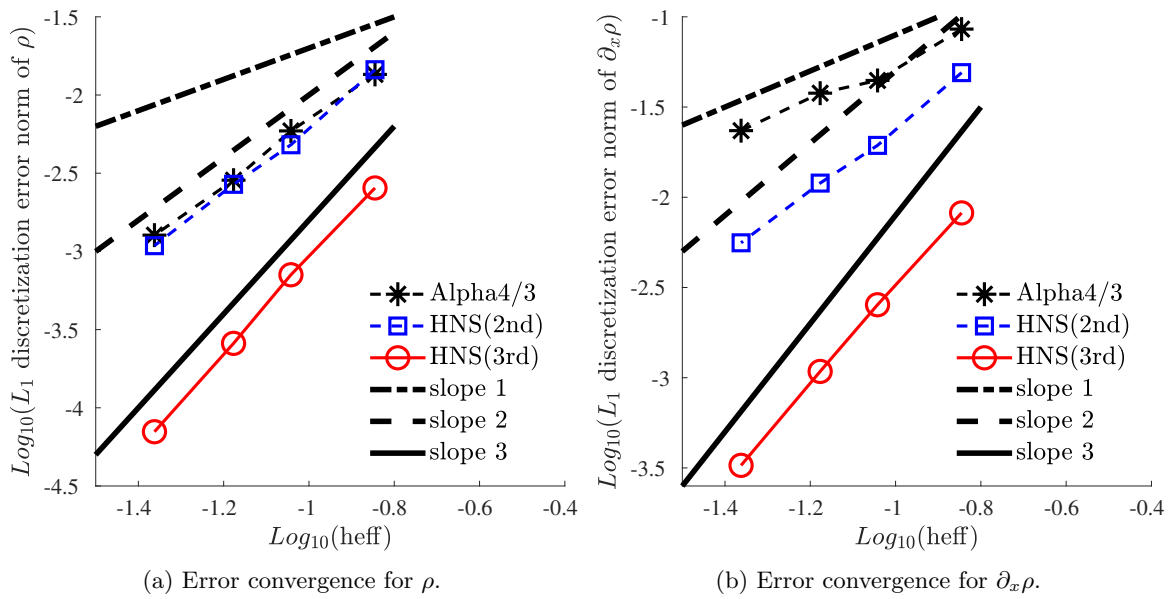 -1.5
-2
-2.5
-3
-3.5
-4
-4.5
-1.4 -1.2 -1 -0.8 -0.6 -0.4
Log₁₀(heff)
Log₁₀(L₁ discretization error norm of ρ)
Alpha4/3
HNS(2nd)
HNS(3rd)
slope 1
slope 2
slope 3
(a) Error convergence for ρ.
-1
-1.5
-2
-2.5
-3
-3.5
-1.4 -1.2 -1 -0.8 -0.6 -0.4
Log₁₀(heff)
Log₁₀(L₁ discretization error norm of ∂ₓρ)
Alpha4/3
HNS(2nd)
HNS(3rd)
slope 1
slope 2
slope 3
(b) Error convergence for ∂ₓρ.